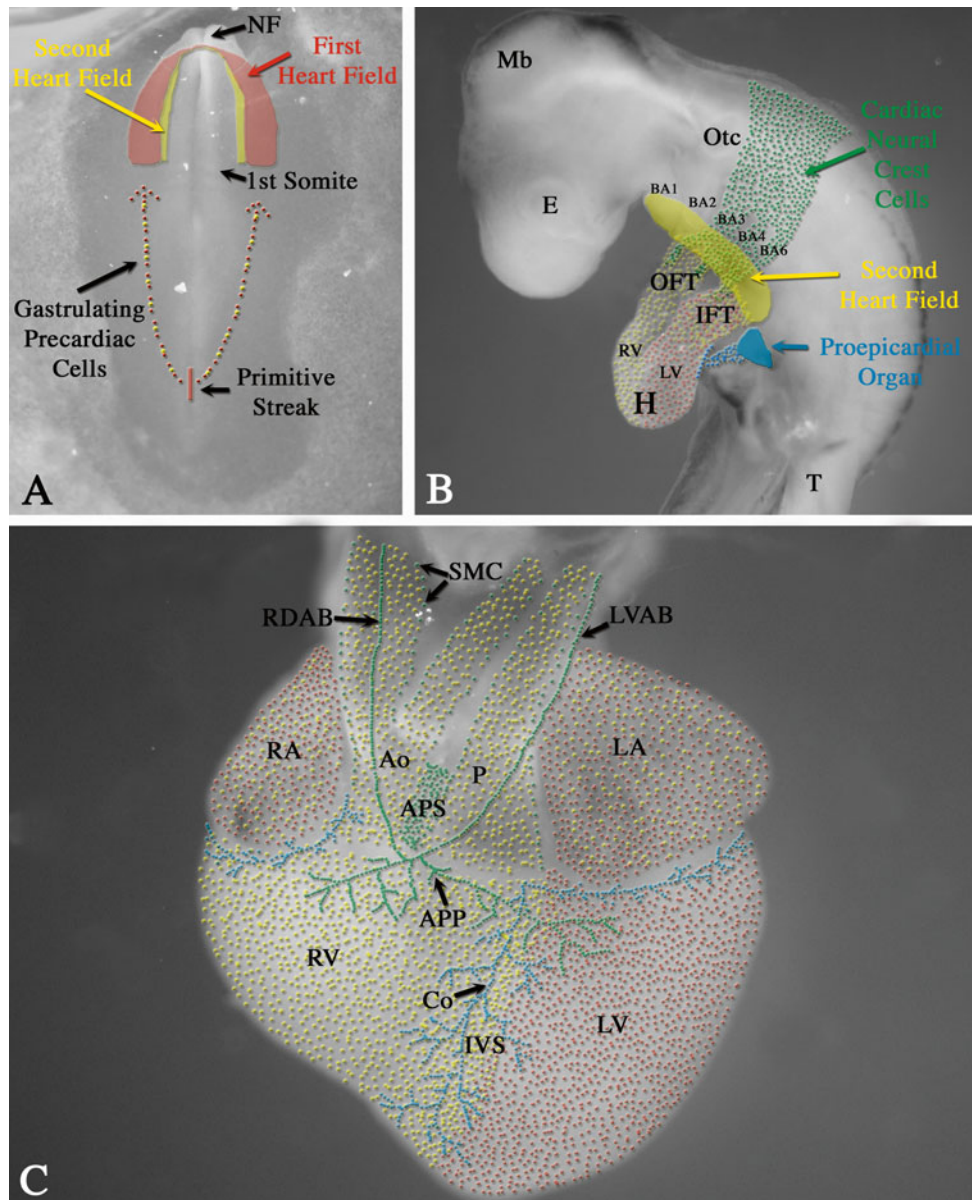 NF
Second
Heart Field
First
Heart Field
1st Somite
Gastrulating
Precardiac
Cells
Primitive
Streak
A
Mb
Otc
Cardiac
Neural
Crest
Cells
E
BA1
BA2
BA3
BA4
BA6
OFT
IFT
Second
Heart Field
RV
LV
H
Proepicardial
Organ
T
B
SMC
RDAB
LVAB
RA
Ao
P
LA
APS
APP
RV
Co
LV
IVS
C